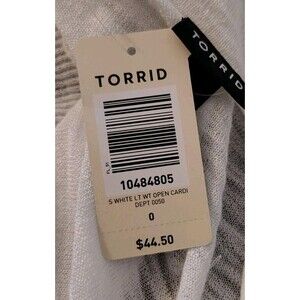 TORRID
10484805
S WHITE LT WT OPEN CARDI
DEPT 0050
0
$44.50
TORRID